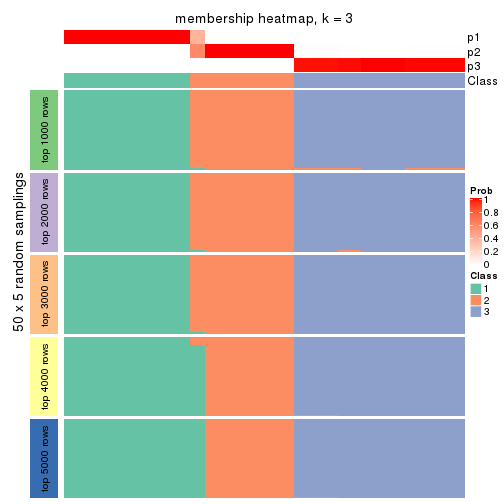 membership heatmap, k = 3
p1
p2
p3
Class
50 x 5 random samplings
top 1000 rows
top 2000 rows
top 3000 rows
top 4000 rows
top 5000 rows
Prob
1
0.8
0.6
0.4
0.2
0
Class
1
2
3